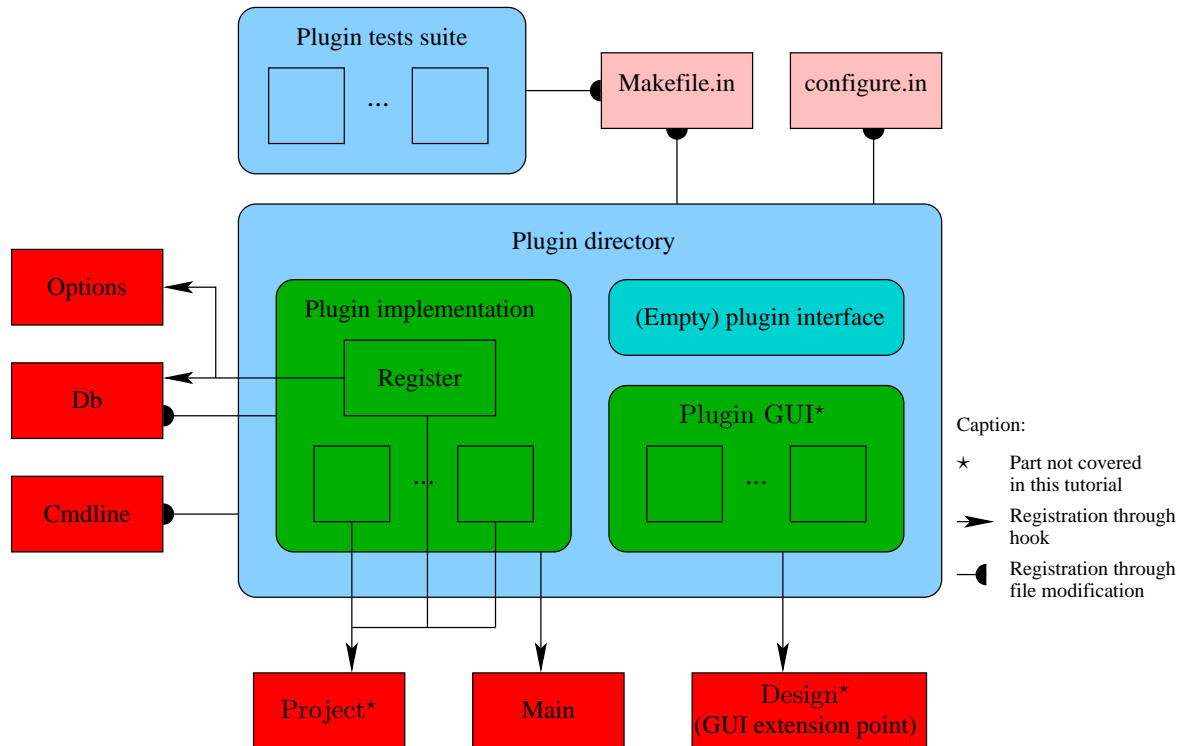 Plugin tests suite
...
Makefile.in
configure.in
Plugin directory
Options
Plugin implementation
(Empty) plugin interface
Register
Db
Plugin GUI⋆
...
...
Cmdline
Caption:
⋆ Part not covered
in this tutorial
Registration through
hook
Registration through
file modification
Project⋆
Main
Design⋆
(GUI extension point)